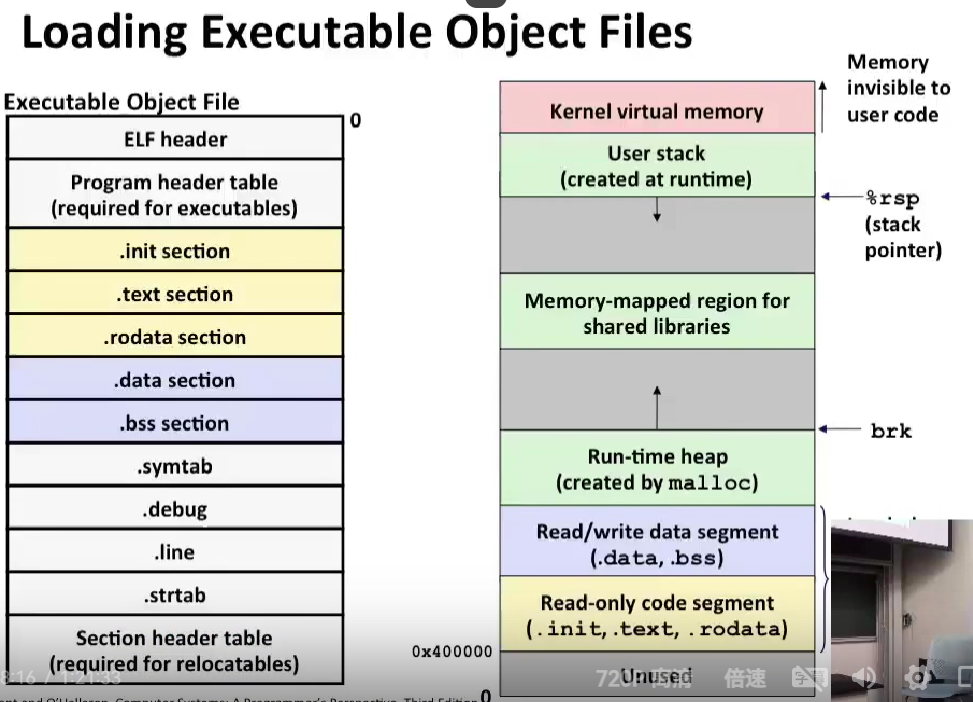 Loading Executable Object Files
Executable Object File
0
ELF header
Program header table
(required for executables)
.init section
.text section
.rodata section
.data section
.bss section
.symtab
.debug
.line
.strtab
Section header table
(required for relocatables)
Memory
invisible to
user code
Kernel virtual memory
User stack
(created at runtime)
%rsp
(stack
pointer)
Memory-mapped region for
shared libraries
brk
Run-time heap
(created by malloc)
Read/write data segment
(.data, .bss)
Read-only code segment
(.init, .text, .rodata)
0x400000
Unused
0
8:16 / 1:21:33
720P 高清
倍速
字
and O'Hallaron, Computer Systems: A Programmer's Perspective, Third Edition